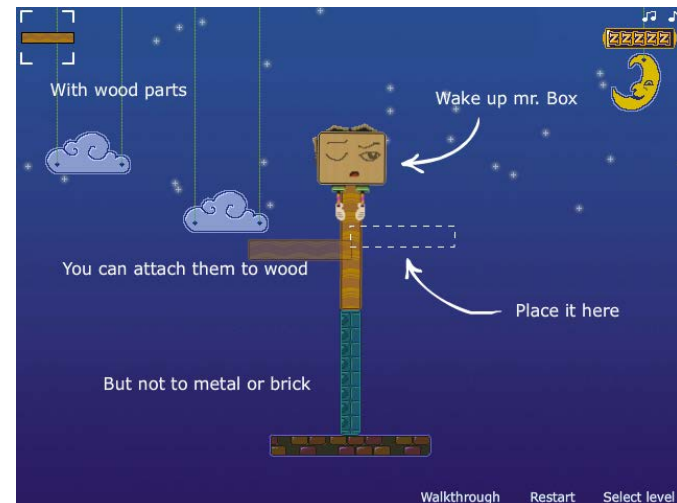 ZZZZZ
With wood parts
Wake up mr. Box
You can attach them to wood
Place it here
But not to metal or brick
Walkthrough Restart Select level